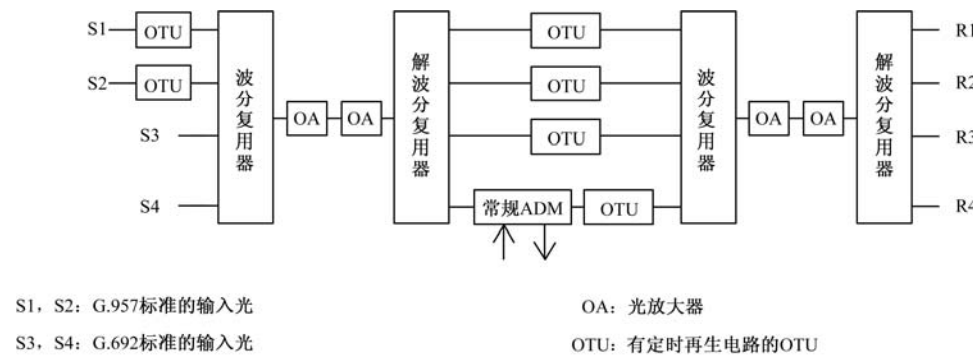 S1 OTU OTU R1
S2 OTU OTU R2
S3 OTU R3
S4 常规ADM OTU R4
波分复用器
OA OA
解波分复用器
波分复用器
OA OA
解波分复用器
S1，S2：G.957标准的输入光
OA：光放大器
S3，S4：G.692标准的输入光
OTU：有定时再生电路的OTU